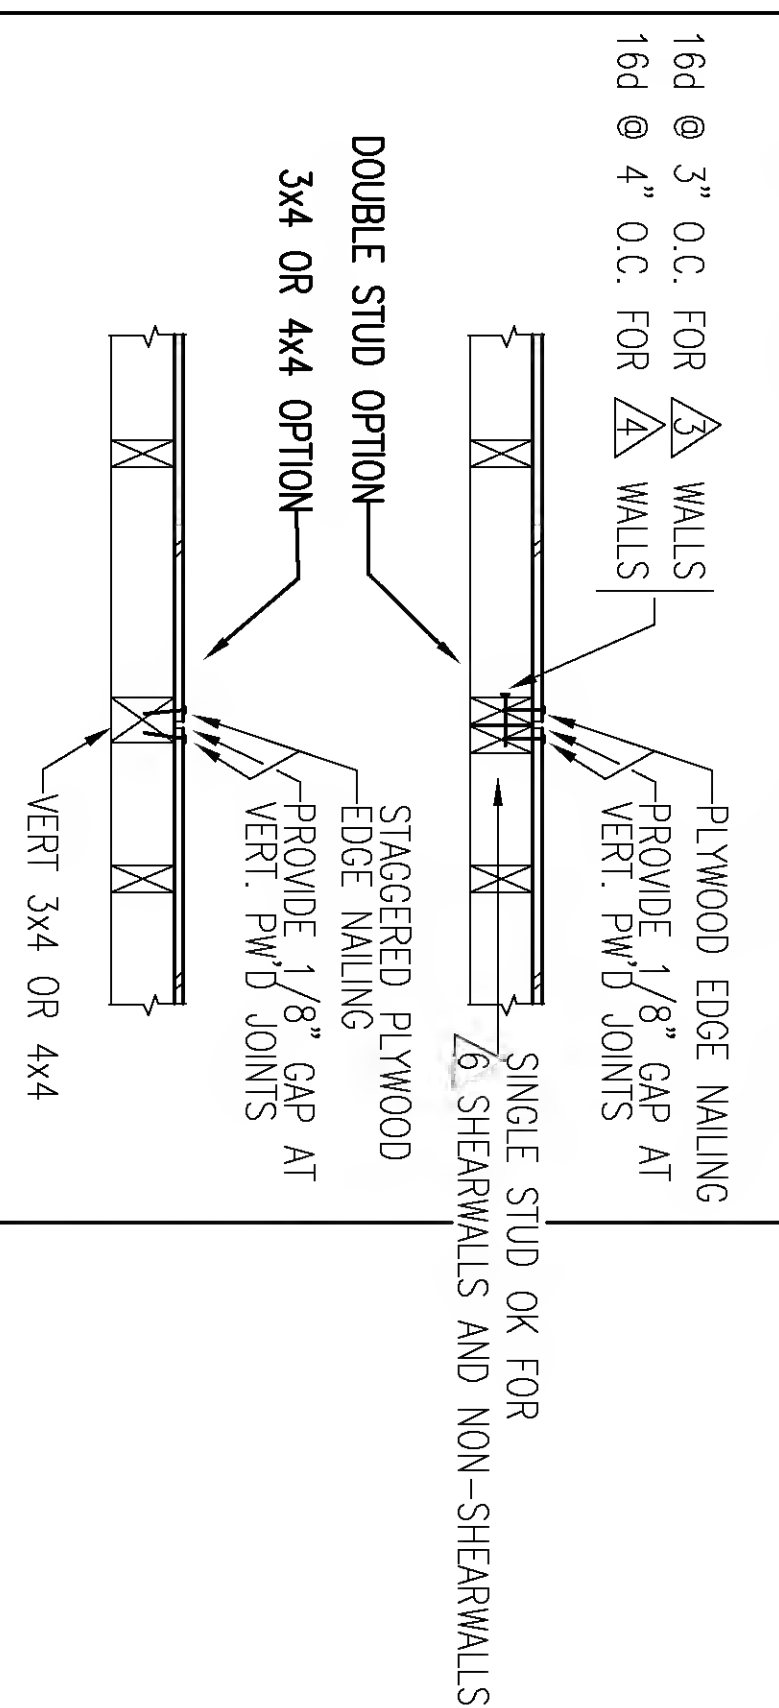 16d @ 3" O.C. FOR 3 WALLS
16d @ 4" O.C. FOR 4 WALLS
PLYWOOD EDGE NAILING
PROVIDE 1/8" GAP AT
VERT. PW'D JOINTS
DOUBLE STUD OPTION
SINGLE STUD OK FOR
6 SHEARWALLS AND NON-SHEARWALLS
3x4 OR 4x4 OPTION
STAGGERED PLYWOOD
EDGE NAILING
PROVIDE 1/8" GAP AT
VERT. PW'D JOINTS
VERT 3x4 OR 4x4